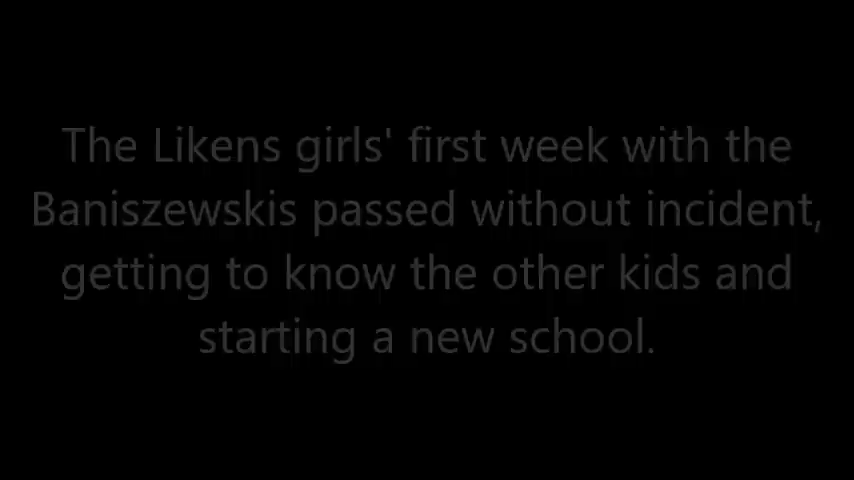 The Likens girls' first week with the
Baniszewskis passed without incident,
getting to know the other kids and
starting a new school.